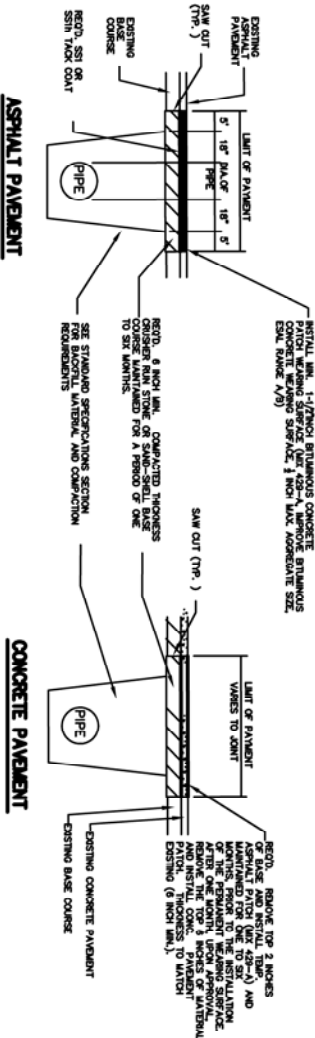 EXISTING
ASPHALT
PAVEMENT
SAW CUT
(TYP. )
EXISTING
BASE
COURSE
REQ'D. SS1 OR
SS1h TACK COAT
LIMIT OF PAYMENT
5' 18" DIA.OF 18" 5'
PIPE
PIPE
ASPHALT PAVEMENT
INSTALL MIN. 1-1/2"INCH BITUMINOUS CONCRETE
PATCH WEARING SURFACE (MIX 429-A, IMPROVE BITUMINOUS
CONCRETE WEARING SURFACE, ½ INCH MAX. AGGREGATE SIZE,
ESAL RANGE A/B)
REQ'D. 6 INCH MIN. COMPACTED THICKNESS
CRUSHER RUN STONE OR SAND-SHELL BASE
COURSE MAINTAINED FOR A PERIOD OF ONE
TO SIX MONTHS.
SEE STANDARD SPECIFICATIONS SECTION
FOR BACKFILL MATERIAL AND COMPACTION
REQUIREMENTS
SAW CUT (TYP. )
LIMIT OF PAYMENT
VARIES TO JOINT
PIPE
CONCRETE PAVEMENT
REQ'D. REMOVE TOP 2 INCHES
OF BASE AND INSTALL TEMP.
ASPHALT PATCH (MIX 429-A) AND
MAINTAINED FOR ONE TO SIX
MONTHS, PRIOR TO THE INSTALLATION
OF THE PERMANENT WEARING SURFACE.
AFTER ONE MONTH, UPON APPROVAL,
REMOVE THE TOP 6 INCHES OF MATERIAL
AND INSTALL CONC. PAVEMENT
PATCH. THICKNESS TO MATCH
EXISTING (6 INCH MIN.).
EXISTING CONCRETE PAVEMENT
EXISTING BASE COURSE